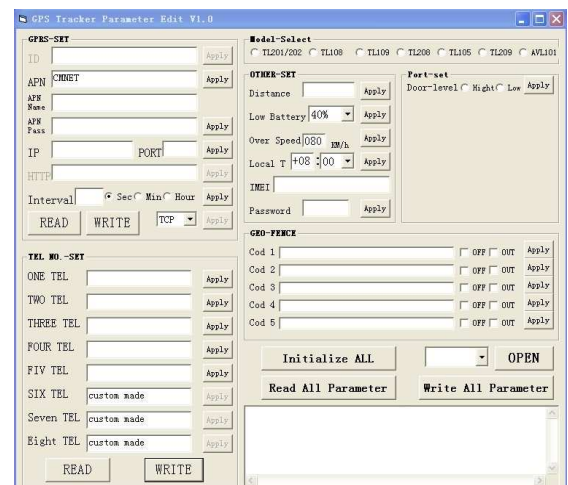 GPS Tracker Parameter Edit V1.0
GPRS-SET
ID Apply
APN CMNET Apply
APN Name
APN Pass Apply
IP PORT Apply
HTTP Apply
Interval Sec Min Hour Apply
READ WRITE TCP Apply
TEL NO.-SET
ONE TEL Apply
TWO TEL Apply
THREE TEL Apply
FOUR TEL Apply
FIV TEL Apply
SIX TEL custom made Apply
Seven TEL custom made Apply
Eight TEL custom made Apply
READ WRITE
Model-Select
TL201/202 TL108 TL109 TL208 TL105 TL209 AVL101
OTHER-SET
Distance Apply
Low Battery 40% Apply
Over Speed 080 KM/h Apply
Local T +08 : 00 Apply
IMEI
Password Apply
Port-set
Door-level Hight Low Apply
GEO-FENCE
Cod 1 OFF OUT Apply
Cod 2 OFF OUT Apply
Cod 3 OFF OUT Apply
Cod 4 OFF OUT Apply
Cod 5 OFF OUT Apply
Initialize ALL OPEN
Read All Parameter Write All Parameter